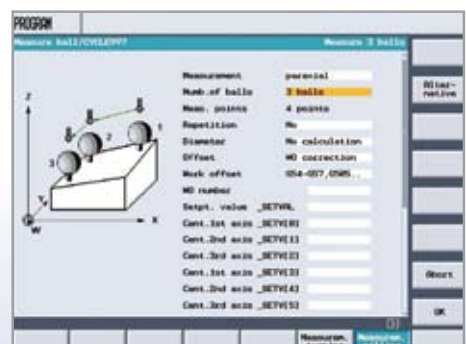 PROGRAM
Measure ball/CYCLE997
Measure 3 balls
Measurement paraxial
Numb.of balls 3 balls
Meas. points 4 points
Repetition No
Diameter No calculation
Offset WO correction
Work offset G54-G57,G505..
WO number
Setpt. value _SETVAL
Cent.1st axis _SETV[0]
Cent.2nd axis _SETV[1]
Cent.3rd axis _SETV[2]
Cent.1st axis _SETV[3]
Cent.2nd axis _SETV[4]
Cent.3rd axis _SETV[5]
Z
1
2
3
Y
X
W
Alter-
native
Abort
OK
Measurem.
Measurem.